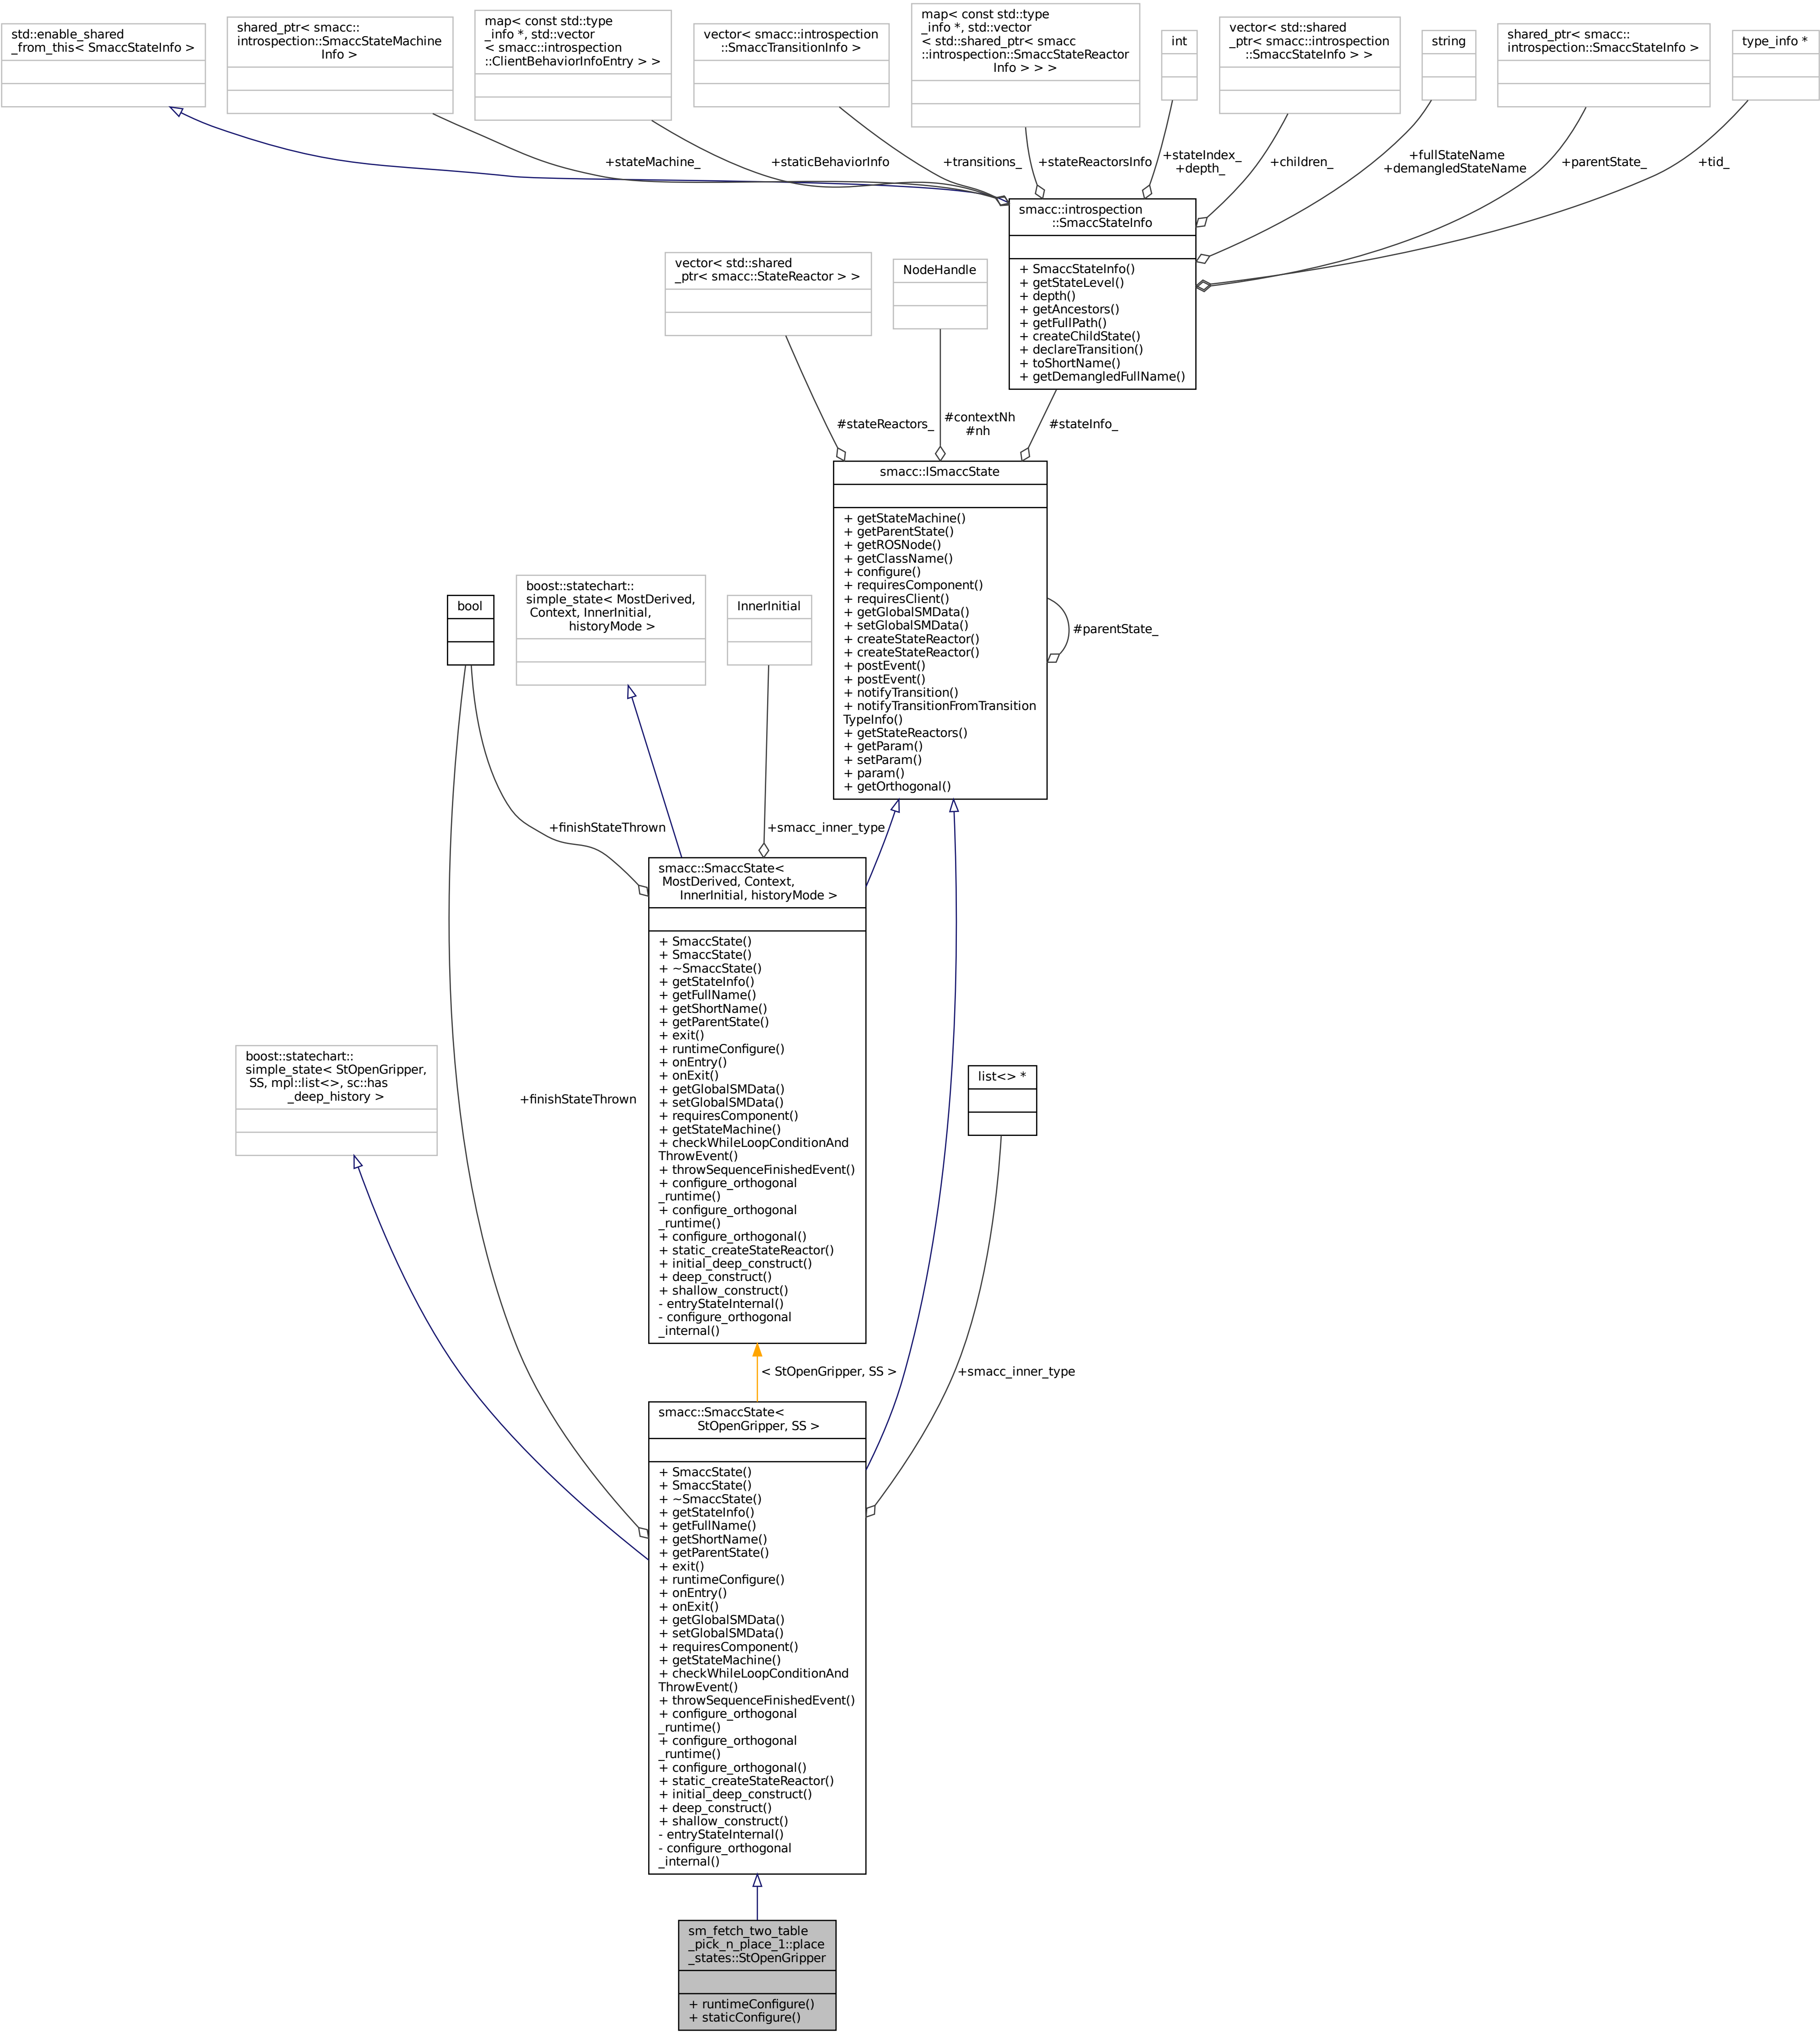 std::enable_shared
_from_this< SmaccStateInfo >
shared_ptr< smacc::
introspection::SmaccStateMachine
Info >
map< const std::type
_info *, std::vector
< smacc::introspection
::ClientBehaviorInfoEntry > >
vector< smacc::introspection
::SmaccTransitionInfo >
map< const std::type
_info *, std::vector
< std::shared_ptr< smacc
::introspection::SmaccStateReactor
Info > > >
int
vector< std::shared
_ptr< smacc::introspection
::SmaccStateInfo > >
string
shared_ptr< smacc::
introspection::SmaccStateInfo >
type_info *
+stateMachine_
+staticBehaviorInfo
+transitions_
+stateReactorsInfo
+stateIndex_
+depth_
+children_
+fullStateName
+demangledStateName
+parentState_
+tid_
smacc::introspection
::SmaccStateInfo
+ SmaccStateInfo()
+ getStateLevel()
+ depth()
+ getAncestors()
+ getFullPath()
+ createChildState()
+ declareTransition()
+ toShortName()
+ getDemangledFullName()
vector< std::shared
_ptr< smacc::StateReactor > >
NodeHandle
#stateReactors_
#contextNh
#nh
#stateInfo_
smacc::ISmaccState
+ getStateMachine()
+ getParentState()
+ getROSNode()
+ getClassName()
+ configure()
+ requiresComponent()
+ requiresClient()
+ getGlobalSMData()
+ setGlobalSMData()
+ createStateReactor()
+ createStateReactor()
+ postEvent()
+ postEvent()
+ notifyTransition()
+ notifyTransitionFromTransition
TypeInfo()
+ getStateReactors()
+ getParam()
+ setParam()
+ param()
+ getOrthogonal()
#parentState_
bool
boost::statechart::
simple_state< MostDerived,
Context, InnerInitial,
historyMode >
InnerInitial
+finishStateThrown
+smacc_inner_type
smacc::SmaccState<
MostDerived, Context,
InnerInitial, historyMode >
+ SmaccState()
+ SmaccState()
+ ~SmaccState()
+ getStateInfo()
+ getFullName()
+ getShortName()
+ getParentState()
+ exit()
+ runtimeConfigure()
+ onEntry()
+ onExit()
+ getGlobalSMData()
+ setGlobalSMData()
+ requiresComponent()
+ getStateMachine()
+ checkWhileLoopConditionAnd
ThrowEvent()
+ throwSequenceFinishedEvent()
+ configure_orthogonal
_runtime()
+ configure_orthogonal
_runtime()
+ configure_orthogonal()
+ static_createStateReactor()
+ initial_deep_construct()
+ deep_construct()
+ shallow_construct()
- entryStateInternal()
- configure_orthogonal
_internal()
boost::statechart::
simple_state< StOpenGripper,
SS, mpl::list<>, sc::has
_deep_history >
+finishStateThrown
list<> *
< StOpenGripper, SS >
+smacc_inner_type
smacc::SmaccState<
StOpenGripper, SS >
+ SmaccState()
+ SmaccState()
+ ~SmaccState()
+ getStateInfo()
+ getFullName()
+ getShortName()
+ getParentState()
+ exit()
+ runtimeConfigure()
+ onEntry()
+ onExit()
+ getGlobalSMData()
+ setGlobalSMData()
+ requiresComponent()
+ getStateMachine()
+ checkWhileLoopConditionAnd
ThrowEvent()
+ throwSequenceFinishedEvent()
+ configure_orthogonal
_runtime()
+ configure_orthogonal
_runtime()
+ configure_orthogonal()
+ static_createStateReactor()
+ initial_deep_construct()
+ deep_construct()
+ shallow_construct()
- entryStateInternal()
- configure_orthogonal
_internal()
sm_fetch_two_table
_pick_n_place_1::place
_states::StOpenGripper
+ runtimeConfigure()
+ staticConfigure()